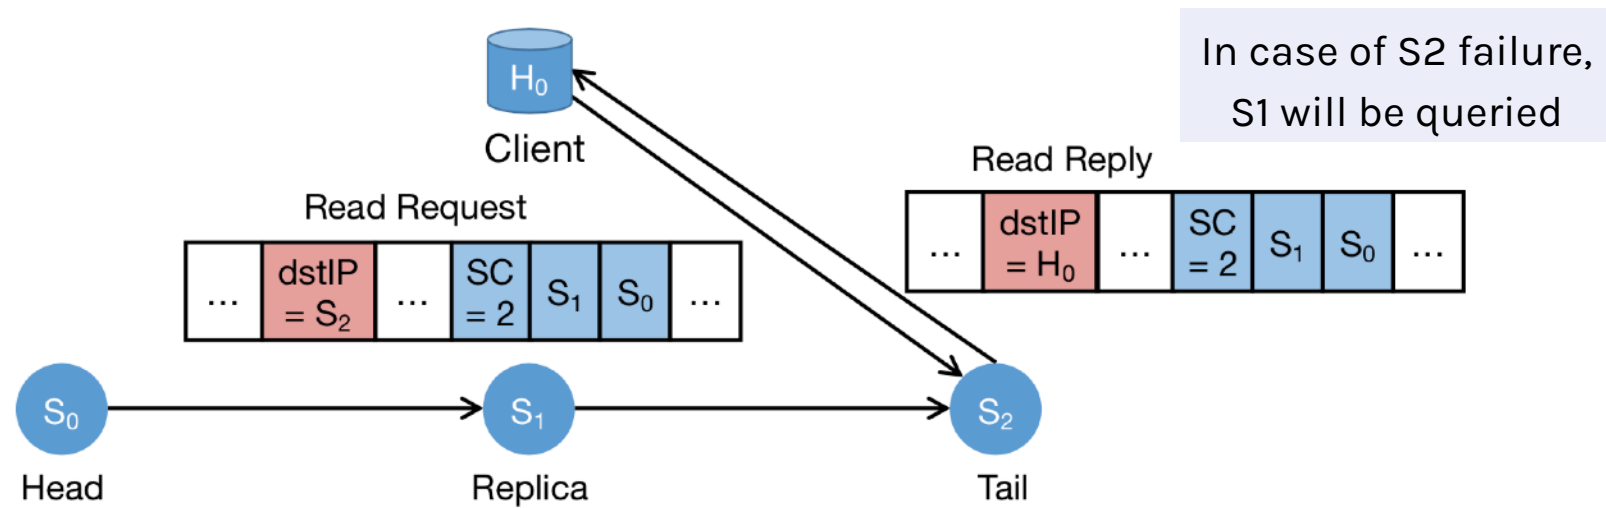 In case of S2 failure,
S1 will be queried
H₀
Client
Read Reply
... dstIP = H₀ ... SC = 2 S₁ S₀ ...
Read Request
... dstIP = S₂ ... SC = 2 S₁ S₀ ...
S₀ S₁ S₂
Head Replica Tail